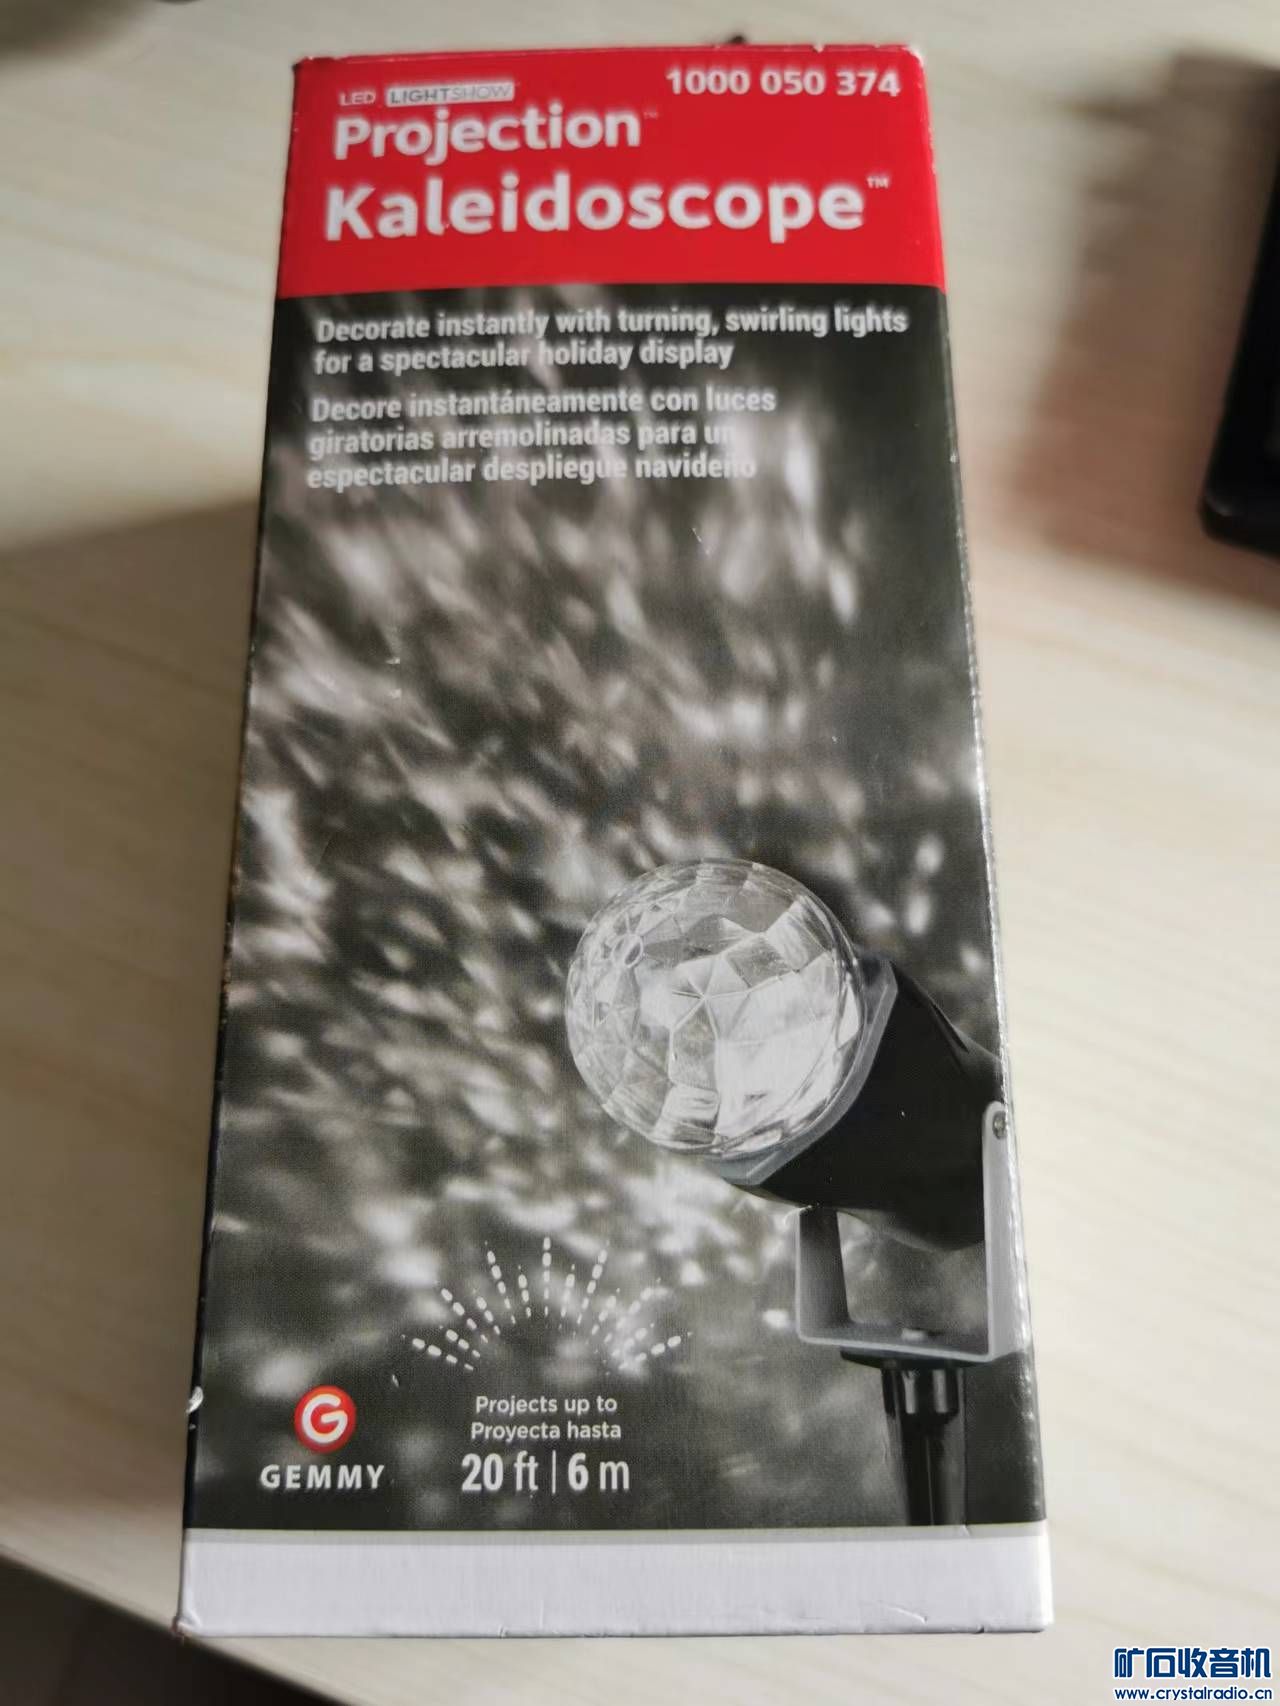 LED LIGHTSHOW
1000 050 374
Projection™
Kaleidoscope™
Decorate instantly with turning, swirling lights
for a spectacular holiday display
Decore instantáneamente con luces
giratorias arremolinadas para un
espectacular despliegue navideño
Projects up to
Proyecta hasta
20 ft | 6 m
G
GEMMY
矿石收音机
www.crystalradio.cn